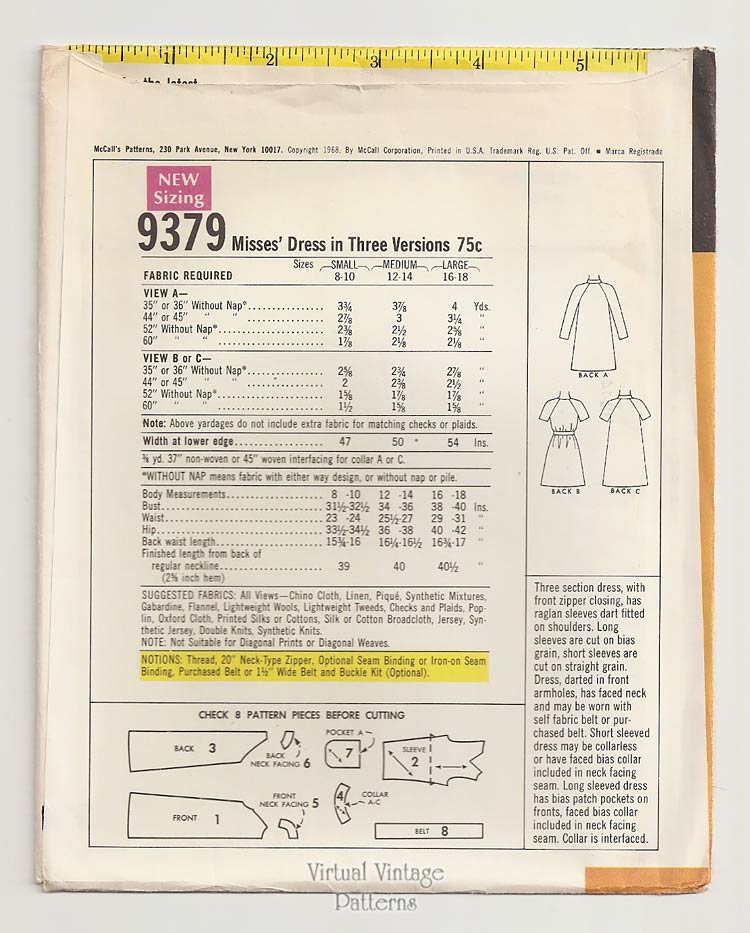 1 2 3 4 5
the latest
McCall's Patterns, 230 Park Avenue, New York 10017. Copyright 1968, By McCall Corporation, Printed in U.S.A. Trademark Reg. U.S. Pat. Off. ■ Marca Registrada
NEW
Sizing
9379 Misses' Dress in Three Versions 75c
Sizes SMALL MEDIUM LARGE
FABRIC REQUIRED 8-10 12-14 16-18
VIEW A—
35" or 36" Without Nap* 3¾ 3⅞ 4 Yds.
44" or 45" " " 2⅞ 3 3¼ "
52" Without Nap* 2⅜ 2½ 2⅝ "
60" " " 1⅞ 2⅛ 2⅛ "
VIEW B or C—
35" or 36" Without Nap* 2⅝ 2¾ 2⅞ "
44" or 45" " " 2 2⅜ 2½ "
52" Without Nap* 1⅝ 1⅞ 1⅞ "
60" " " 1½ 1⅝ 1⅝ "
Note: Above yardages do not include extra fabric for matching checks or plaids.
Width at lower edge 47 50 54 Ins.
⅜ yd. 37" non-woven or 45" woven interfacing for collar A or C.
*WITHOUT NAP means fabric with either way design, or without nap or pile.
Body Measurements 8 -10 12 -14 16 -18
Bust 31½-32½ 34 -36 38 -40 Ins.
Waist 23 -24 25½-27 29 -31 "
Hip 33½-34½ 36 -38 40 -42 "
Back waist length 15¾-16 16¼-16½ 16¾-17 "
Finished length from back of
regular neckline 39 40 40½ "
(2⅝ inch hem)
SUGGESTED FABRICS: All Views—Chino Cloth, Linen, Piqué, Synthetic Mixtures,
Gabardine, Flannel, Lightweight Wools, Lightweight Tweeds, Checks and Plaids, Pop-
lin, Oxford Cloth, Printed Silks or Cottons, Silk or Cotton Broadcloth, Jersey, Syn-
thetic Jersey, Double Knits, Synthetic Knits.
NOTE: Not Suitable for Diagonal Prints or Diagonal Weaves.
NOTIONS: Thread, 20" Neck-Type Zipper, Optional Seam Binding or Iron-on Seam
Binding, Purchased Belt or 1½" Wide Belt and Buckle Kit (Optional).
BACK A
BACK B BACK C
Three section dress, with
front zipper closing, has
raglan sleeves dart fitted
on shoulders. Long
sleeves are cut on bias
grain, short sleeves are
cut on straight grain.
Dress, darted in front
armholes, has faced neck
and may be worn with
self fabric belt or pur-
chased belt. Short sleeved
dress may be collarless
or have faced bias collar
included in neck facing
seam. Long sleeved dress
has bias patch pockets on
fronts, faced bias collar
included in neck facing
seam. Collar is interfaced.
CHECK 8 PATTERN PIECES BEFORE CUTTING
BACK 3
BACK
NECK FACING 6
POCKET A
7
SLEEVE
2
FRONT 1
FRONT
NECK FACING 5
4
COLLAR
A-C
BELT 8
Virtual Vintage
Patterns